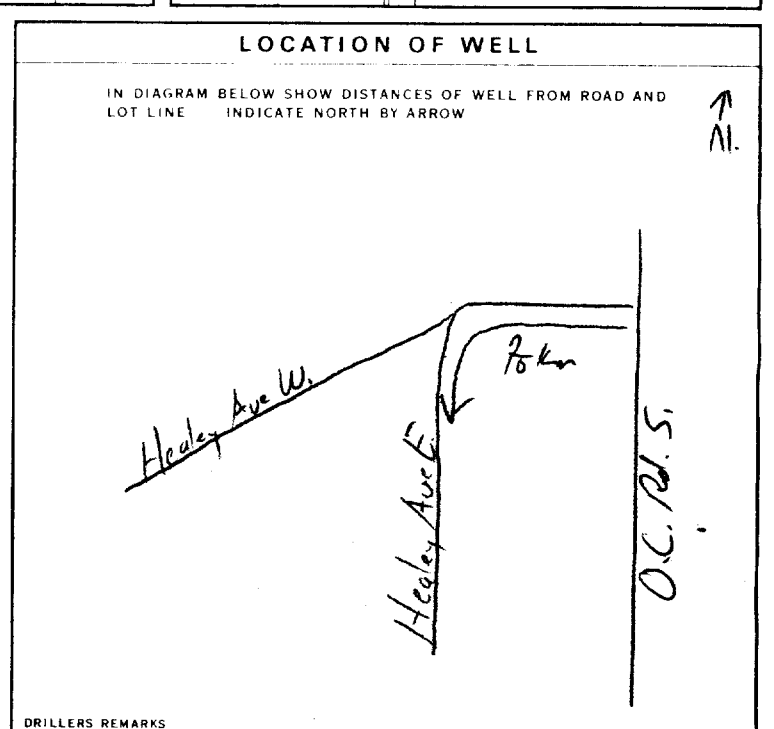 LOCATION OF WELL
IN DIAGRAM BELOW SHOW DISTANCES OF WELL FROM ROAD AND
LOT LINE INDICATE NORTH BY ARROW
N.
km
Healey Ave W.
Healey Ave E.
O.C. Rd. S.
DRILLERS REMARKS